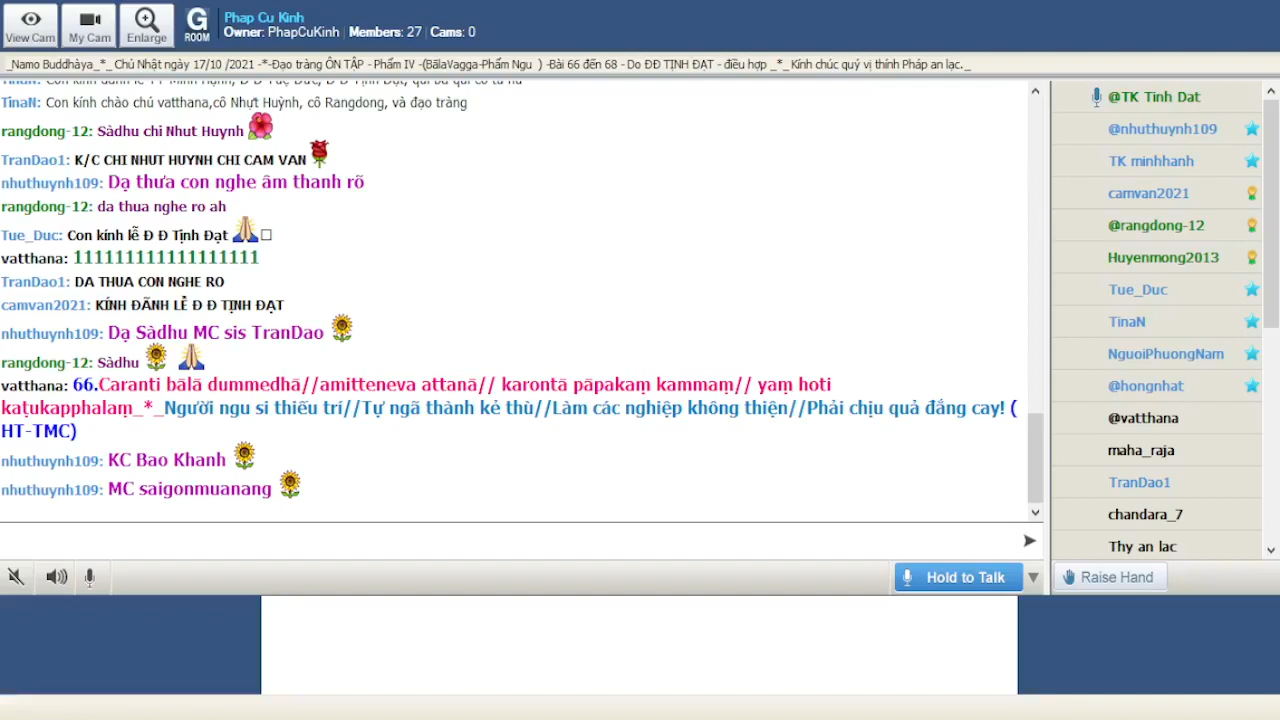 View Cam
My Cam
Enlarge
G
ROOM
Phap Cu Kinh
Owner: PhapCuKinh | Members: 27 | Cams: 0
_Namo Buddhàya_*_ Chú Nhật ngày 17/10 /2021 -*-Đạo tràng ÔN TẬP - Phẩm IV -(BãlaVagga-Phẩm Ngu ) -Bài 66 đến 68 - Do ĐĐ TỊNH ĐẠT - điều hợp _*_Kính chúc quý vị thính Pháp an lạc._
TinaN: Con kính chào chú vatthana,cô Nhựt Huỳnh, cô Rangdong, và đạo tràng
rangdong-12: Sàdhu chi Nhut Huynh
TranDao1: K/C CHI NHUT HUYNH CHI CAM VAN
nhuthuynh109: Dạ thưa con nghe âm thanh rõ
rangdong-12: da thua nghe ro ah
Tue_Duc: Con kính lễ Đ Đ Tịnh Đạt
vatthana: 111111111111111111
TranDao1: DA THUA CON NGHE RO
camvan2021: KÍNH ĐÃNH LỄ Đ Đ TỊNH ĐẠT
nhuthuynh109: Dạ Sàdhu MC sis TranDao
rangdong-12: Sàdhu
vatthana: 66.Caranti bālā dummedhā//amitteneva attanā// karontā pāpakaṃ kammaṃ// yaṃ hoti
kaṭukapphalaṃ_*_Người ngu si thiếu trí//Tự ngã thành kẻ thù//Làm các nghiệp không thiện//Phải chịu quả đắng cay! (
HT-TMC)
nhuthuynh109: KC Bao Khanh
nhuthuynh109: MC saigonmuanang
Hold to Talk
@TK Tinh Dat
@nhuthuynh109
TK minhhanh
camvan2021
@rangdong-12
Huyenmong2013
Tue_Duc
TinaN
NguoiPhuongNam
@hongnhat
@vatthana
maha_raja
TranDao1
chandara_7
Thy an lac
Raise Hand